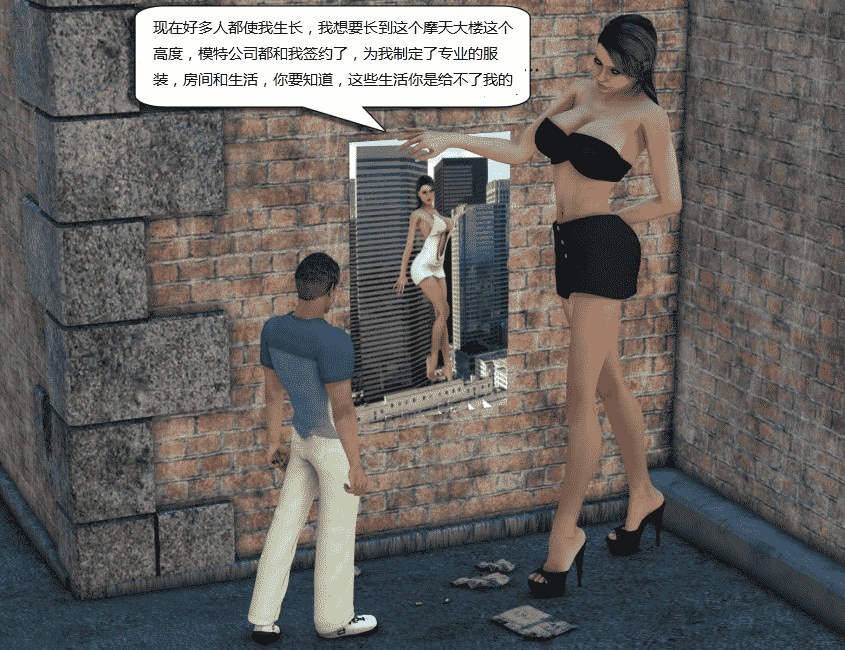 现在好多人都使我生长，我想要长到这个摩天大楼这个
高度，模特公司都和我签约了，为我制定了专业的服
装，房间和生活，你要知道，这些生活你是给不了我的